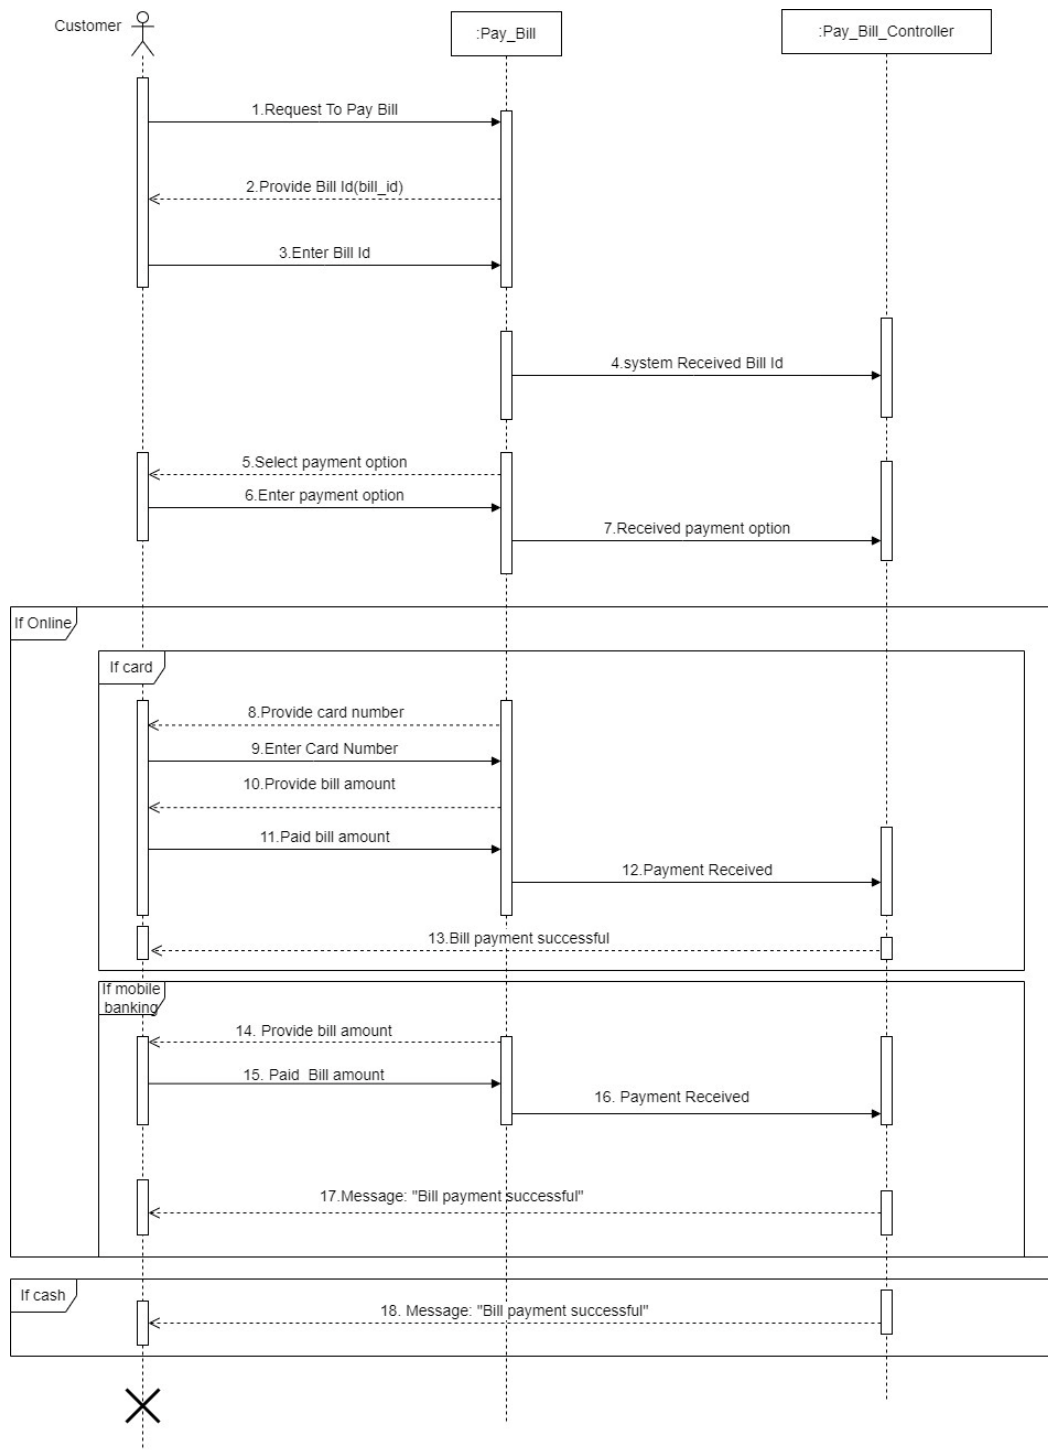 Customer
:Pay_Bill
:Pay_Bill_Controller
1.Request To Pay Bill
2.Provide Bill Id(bill_id)
3.Enter Bill Id
4.system Received Bill Id
5.Select payment option
6.Enter payment option
7.Received payment option
If Online
If card
8.Provide card number
9.Enter Card Number
10.Provide bill amount
11.Paid bill amount
12.Payment Received
13.Bill payment successful
If mobile
banking
14. Provide bill amount
15. Paid  Bill amount
16. Payment Received
17.Message: "Bill payment successful"
If cash
18. Message: "Bill payment successful"